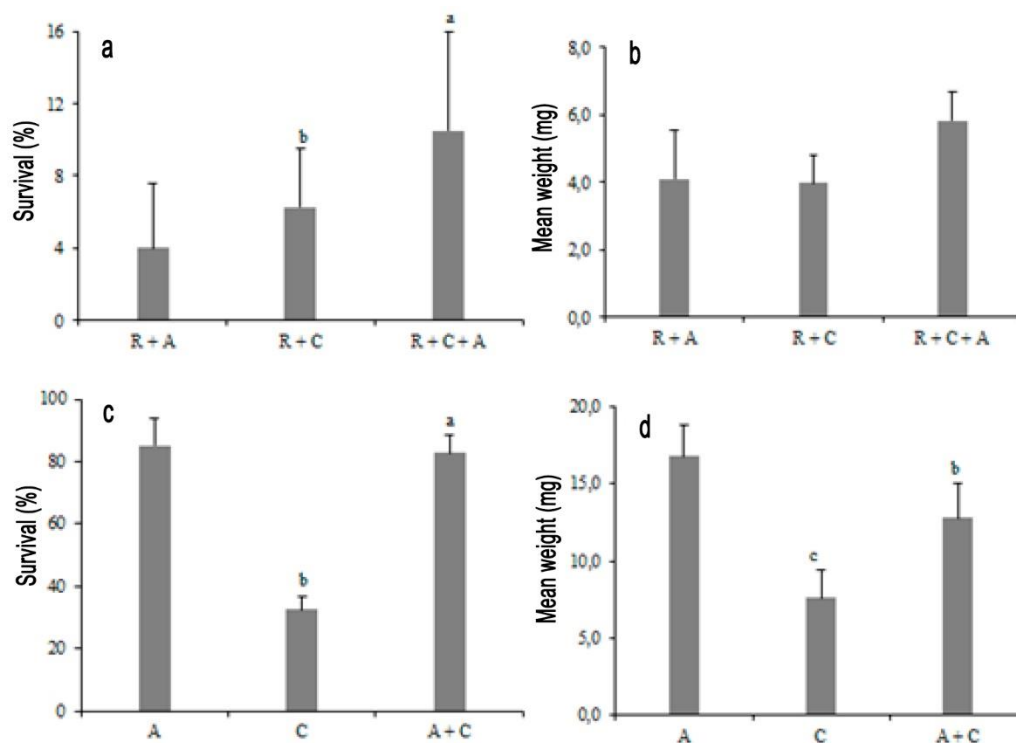 a
Survival (%)
16
12
8
4
0
b
a
R + A
R + C
R + C + A
b
Mean weight (mg)
8,0
6,0
4,0
2,0
0,0
R + A
R + C
R + C + A
c
Survival (%)
100
80
60
40
20
0
b
a
A
C
A + C
d
Mean weight (mg)
20,0
15,0
10,0
5,0
0,0
c
b
A
C
A + C